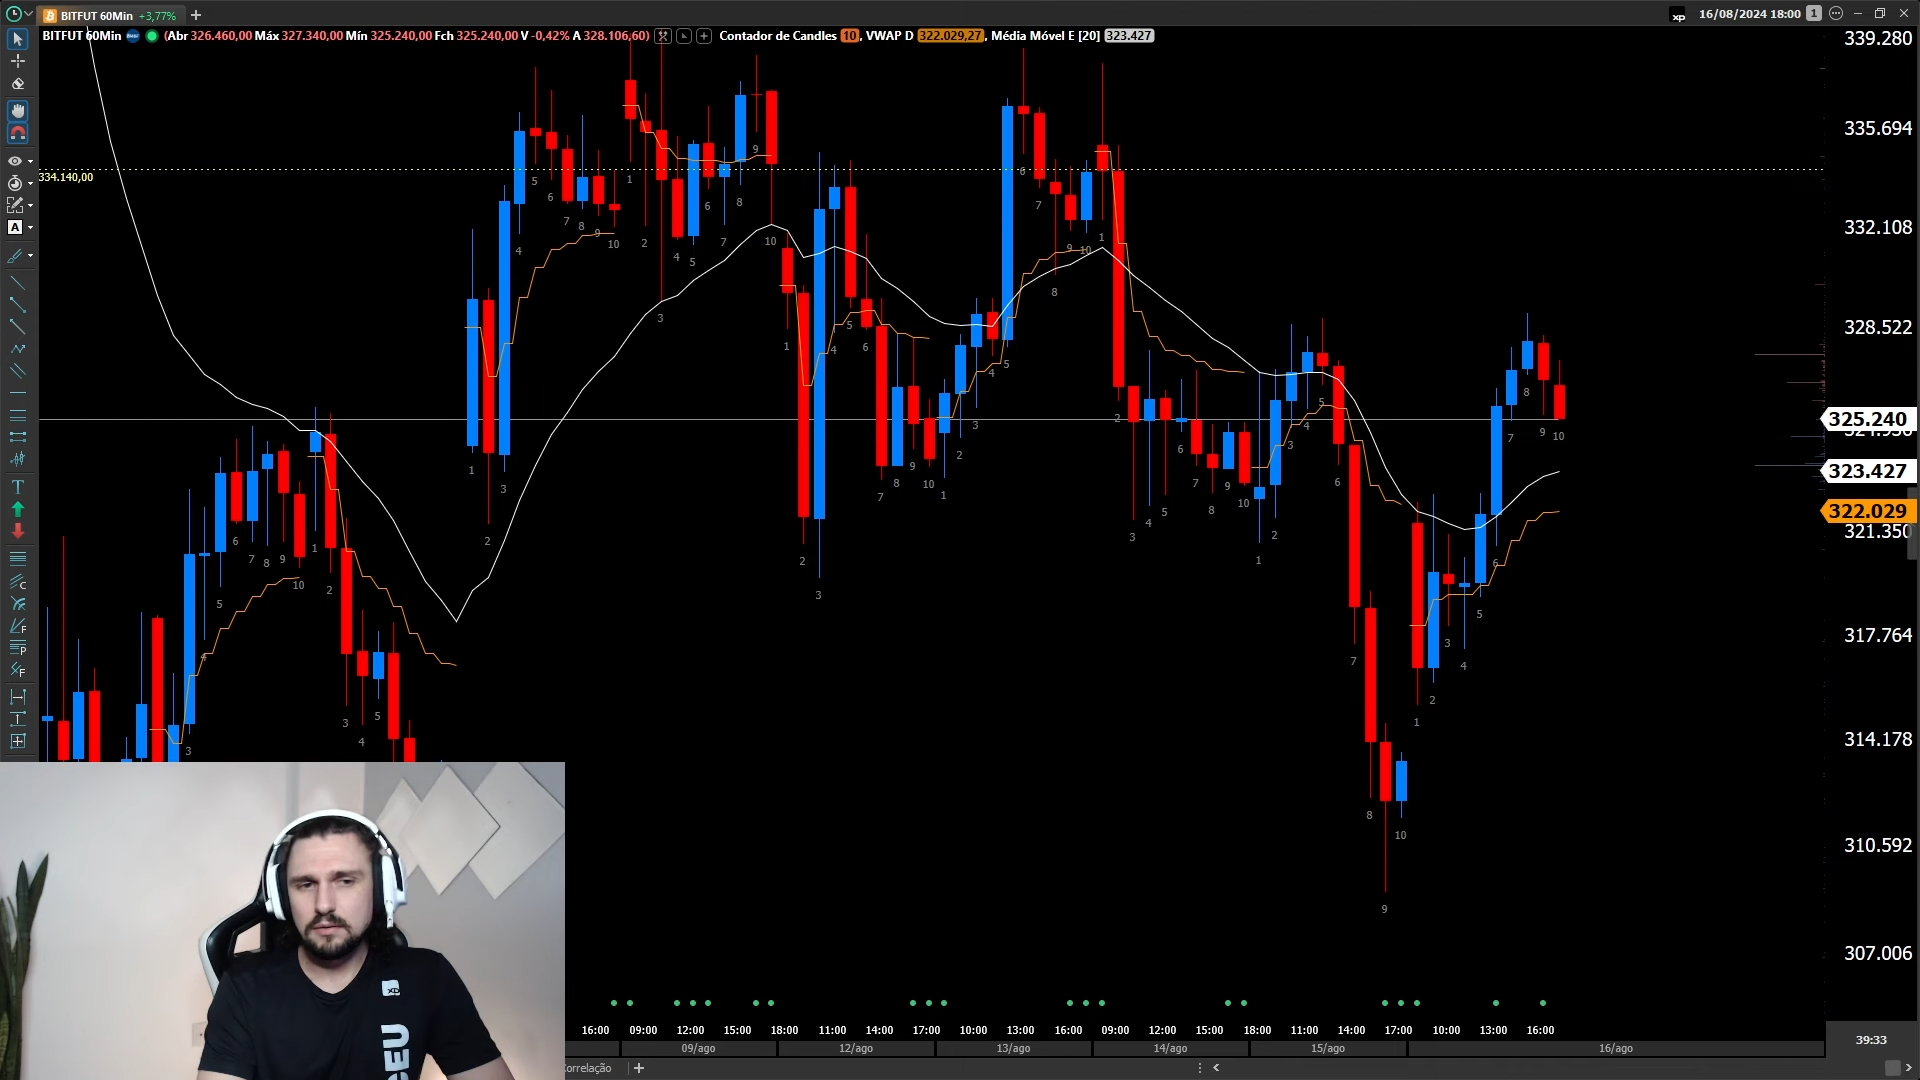 BITFUT 60Min +3,77%
xp 16/08/2024 18:00 1
BITFUT 60Min (Abr 326.460,00 Máx 327.340,00 Mín 325.240,00 Fch 325.240,00 V -0,42% A 328.106,60) Contador de Candles 10, VWAP D 322.029,27, Média Móvel E [20] 323.427
339.280
335.694
334.140,00
332.108
328.522
325.240
323.427
322.029
321.350
317.764
314.178
310.592
307.006
16:00 09:00 12:00 15:00 18:00 11:00 14:00 17:00 10:00 13:00 16:00 09:00 12:00 15:00 18:00 11:00 14:00 17:00 10:00 13:00 16:00
09/ago 12/ago 13/ago 14/ago 15/ago 16/ago
39:33
orrelação